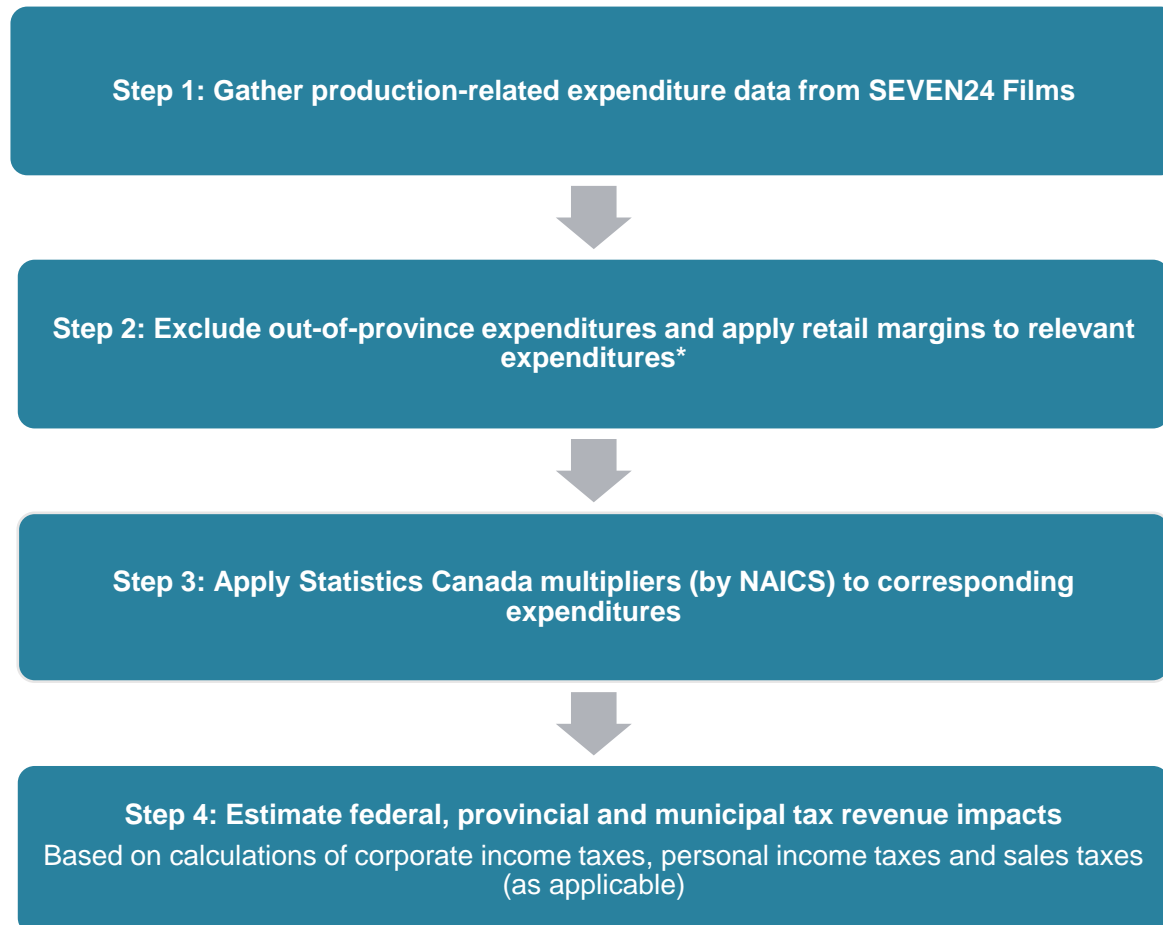 Step 1: Gather production-related expenditure data from SEVEN24 Films
Step 2: Exclude out-of-province expenditures and apply retail margins to relevant
expenditures*
Step 3: Apply Statistics Canada multipliers (by NAICS) to corresponding
expenditures
Step 4: Estimate federal, provincial and municipal tax revenue impacts
Based on calculations of corporate income taxes, personal income taxes and sales taxes
(as applicable)